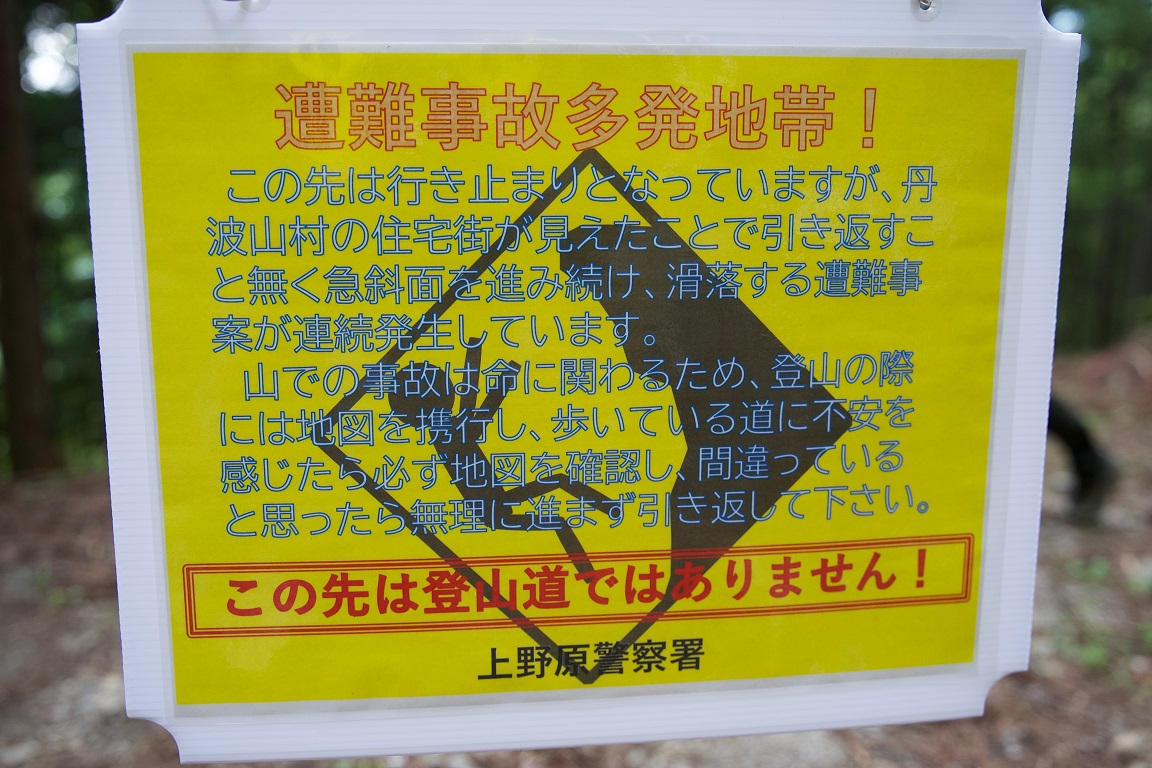 遭難事故多発地帯！
この先は行き止まりとなっていますが、丹
波山村の住宅街が見えたことで引き返すこ
と無く急斜面を進み続け、滑落する遭難事
案が連続発生しています。
山での事故は命に関わるため、登山の際
には地図を携行し、歩いている道に不安を
感じたら必ず地図を確認し、間違っている
と思ったら無理に進まず引き返して下さい。
この先は登山道ではありません！
上野原警察署